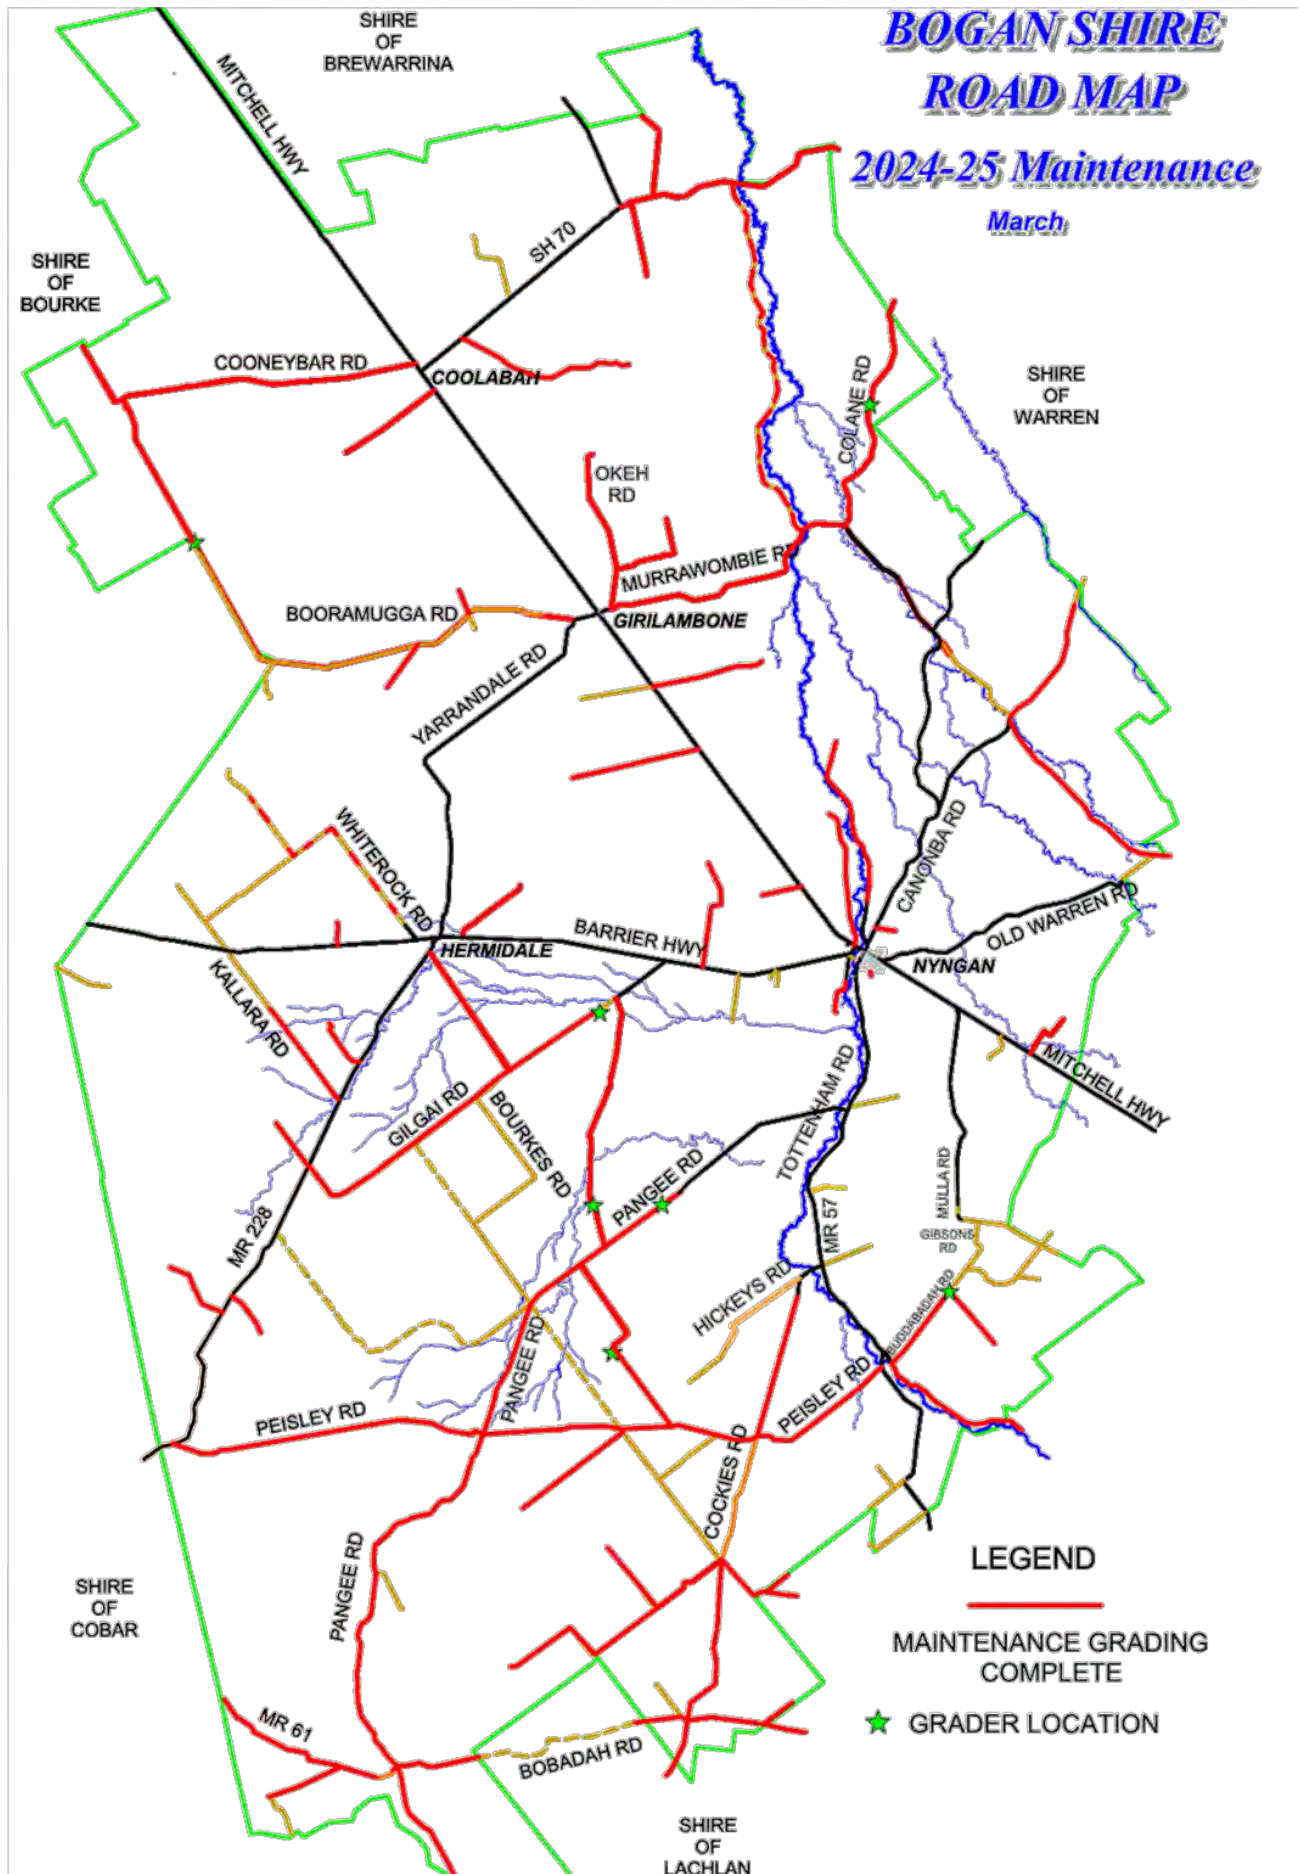 SHIRE
OF
BREWARRINA
BOGAN SHIRE
ROAD MAP
2024-25 Maintenance
March
MITCHELL HWY
SH 70
SHIRE
OF
BOURKE
COONEYBAR RD
COOLABAH
COLANE RD
SHIRE
OF
WARREN
OKEH
RD
MURRAWOMBIE RD
BOORAMUGGA RD
GIRILAMBONE
YARRANDALE RD
WHITEROCK RD
CANONBA RD
OLD WARREN RD
BARRIER HWY
HERMIDALE
NYNGAN
KALLARA RD
MITCHELL HWY
TOTTENHAM RD
GILGAI RD
BOURKES RD
PANGEE RD
MULLA RD
MR 228
MR 57
GIBSONS
RD
HICKEYS RD
BUDDABADAH RD
PANGEE RD
PEISLEY RD
PEISLEY RD
COCKIES RD
PANGEE RD
LEGEND
MAINTENANCE GRADING
COMPLETE
GRADER LOCATION
SHIRE
OF
COBAR
MR 61
BOBADAH RD
SHIRE
OF
LACHLAN